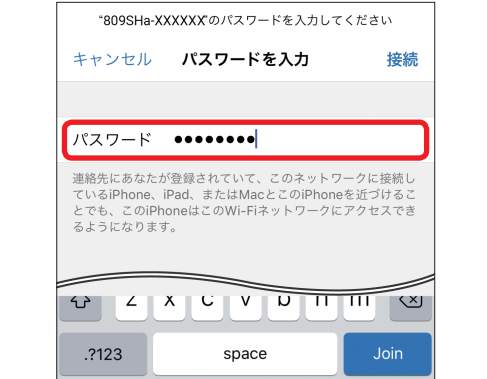 “809SHa-XXXXXX”のパスワードを入力してください
キャンセル パスワードを入力 接続
パスワード ●●●●●●●●
連絡先にあなたが登録されていて、このネットワークに接続し
ているiPhone、iPad、またはMacとこのiPhoneを近づけるこ
とでも、このiPhoneはこのWi-Fiネットワークにアクセスでき
るようになります。
z x c v b n m
.?123 space Join